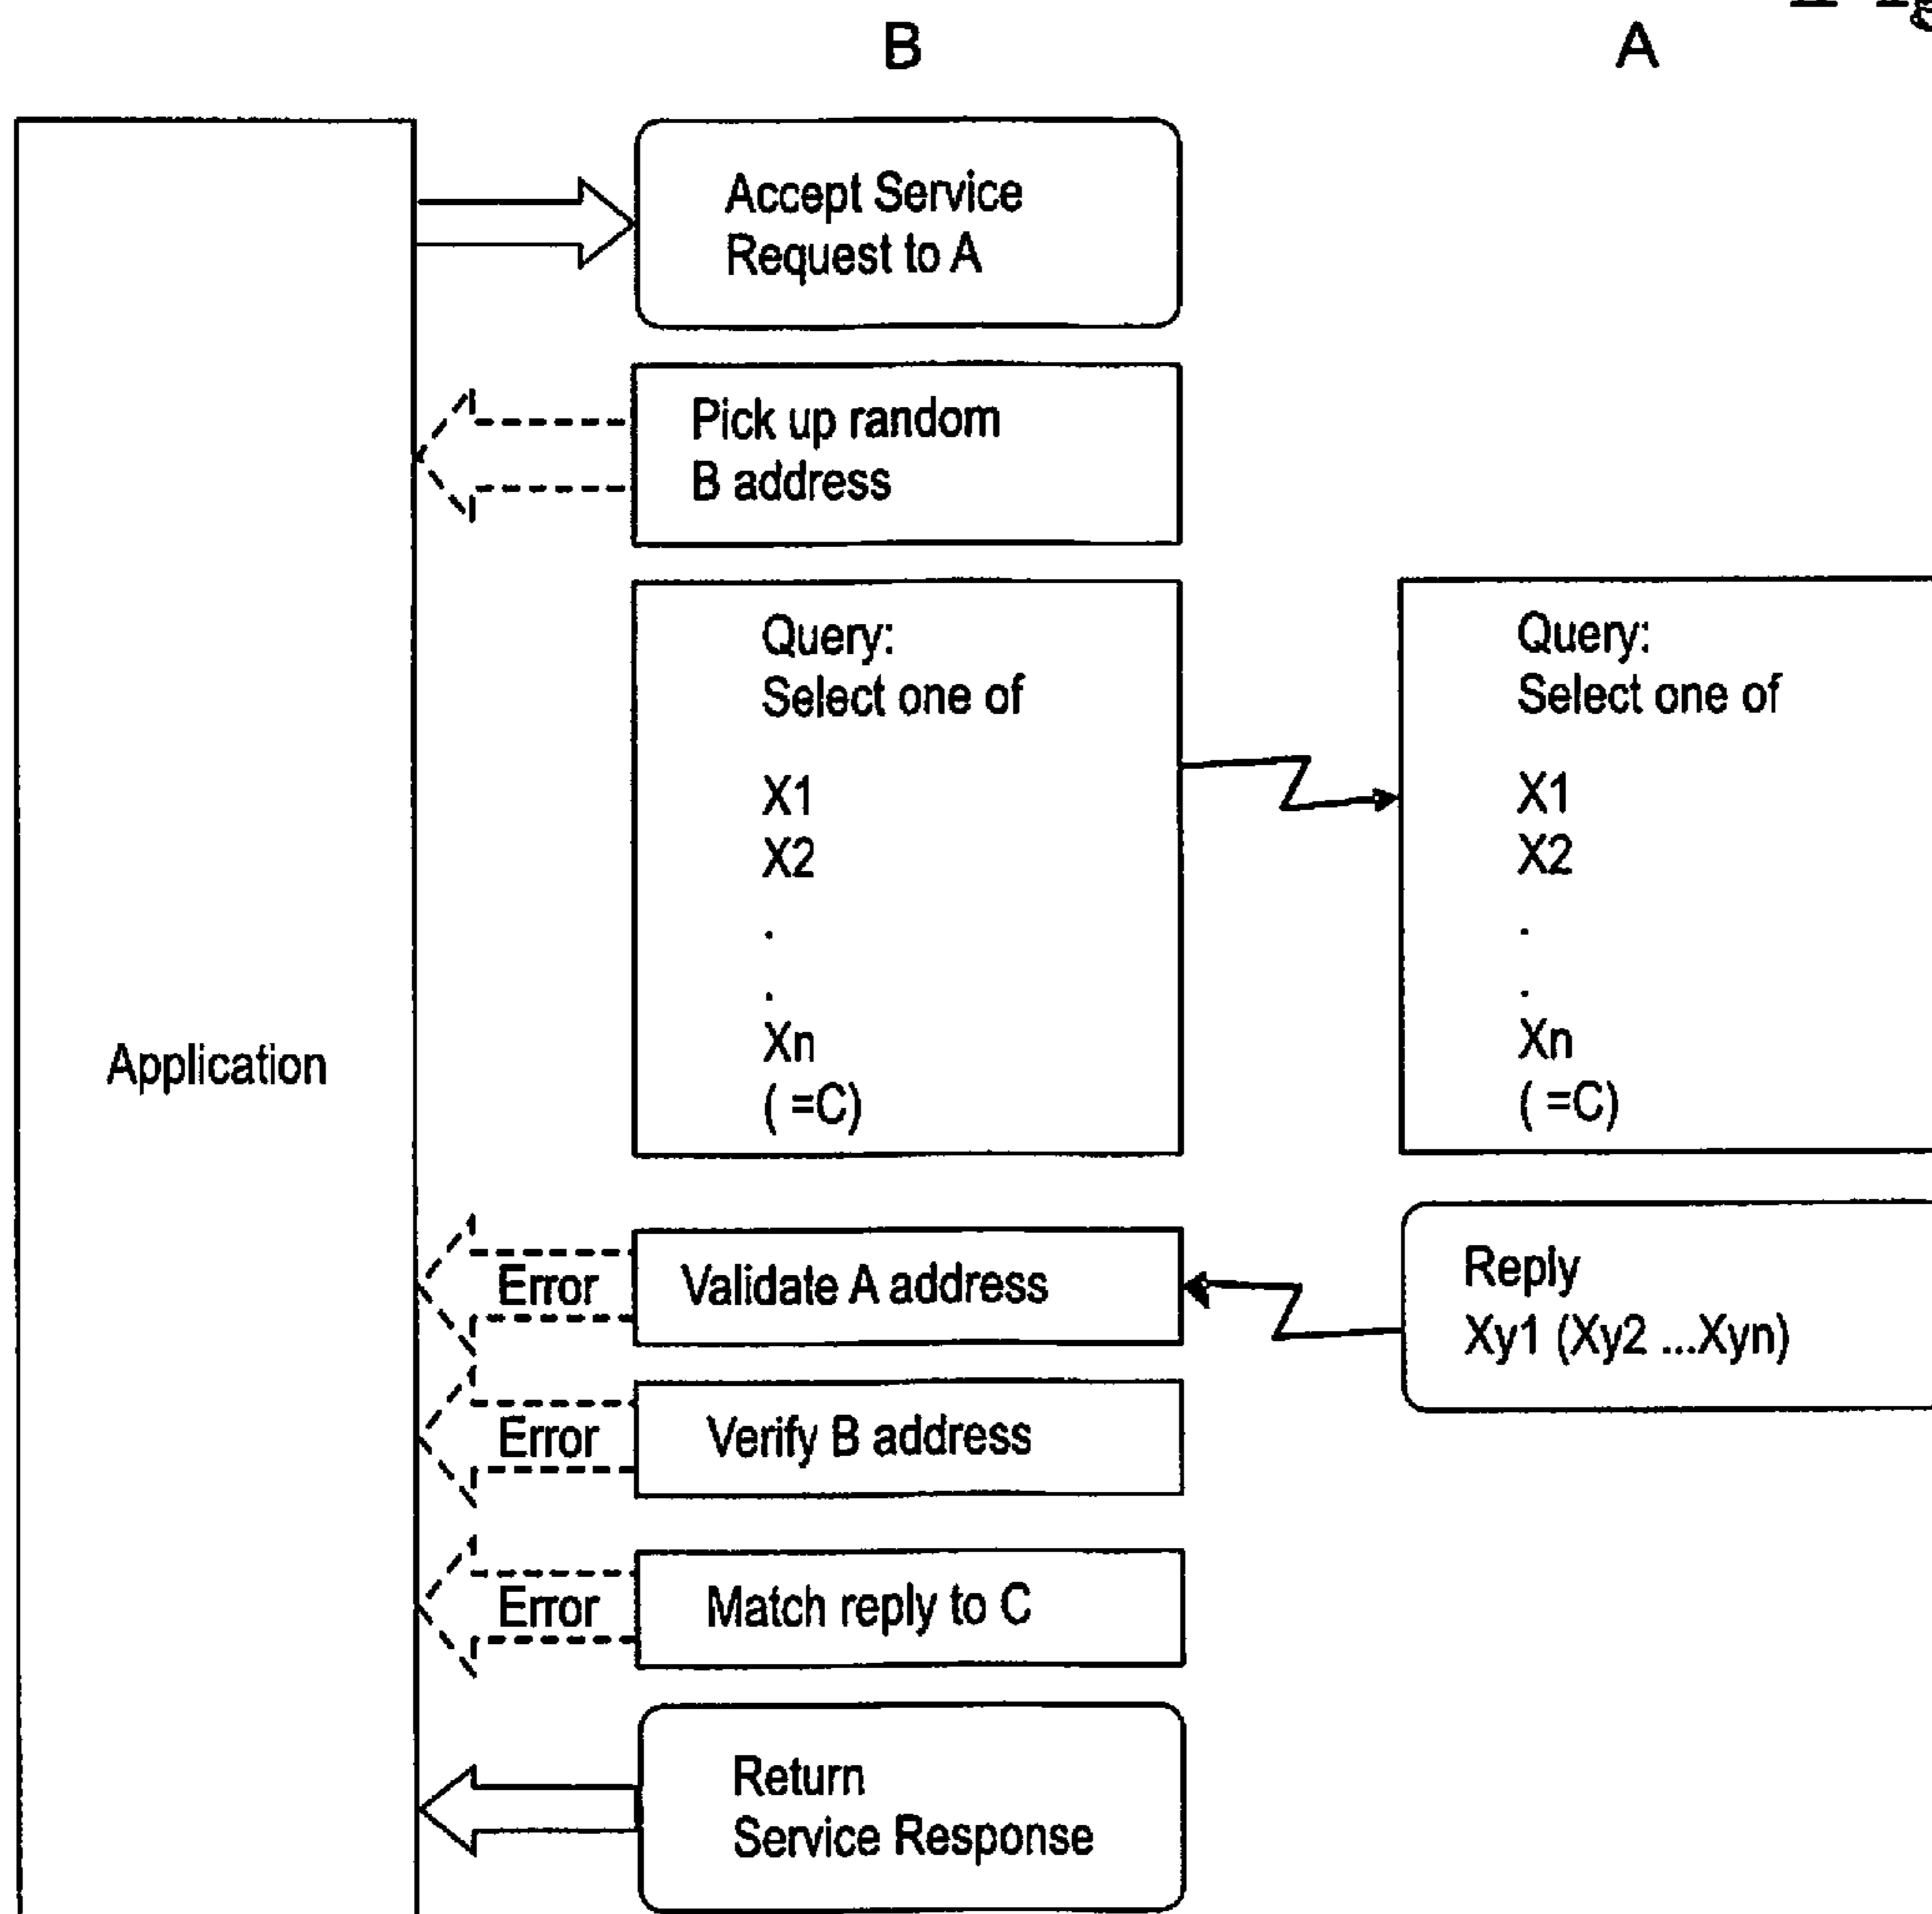 B
A
Accept Service
Request to A
Pick up random
B address
Query:
Select one of
X1
X2
.
.
Xn
( =C)
Query:
Select one of
X1
X2
.
.
Xn
( =C)
Application
Error
Validate A address
Reply
Xy1 (Xy2 ...Xyn)
Error
Verify B address
Error
Match reply to C
Return
Service Response